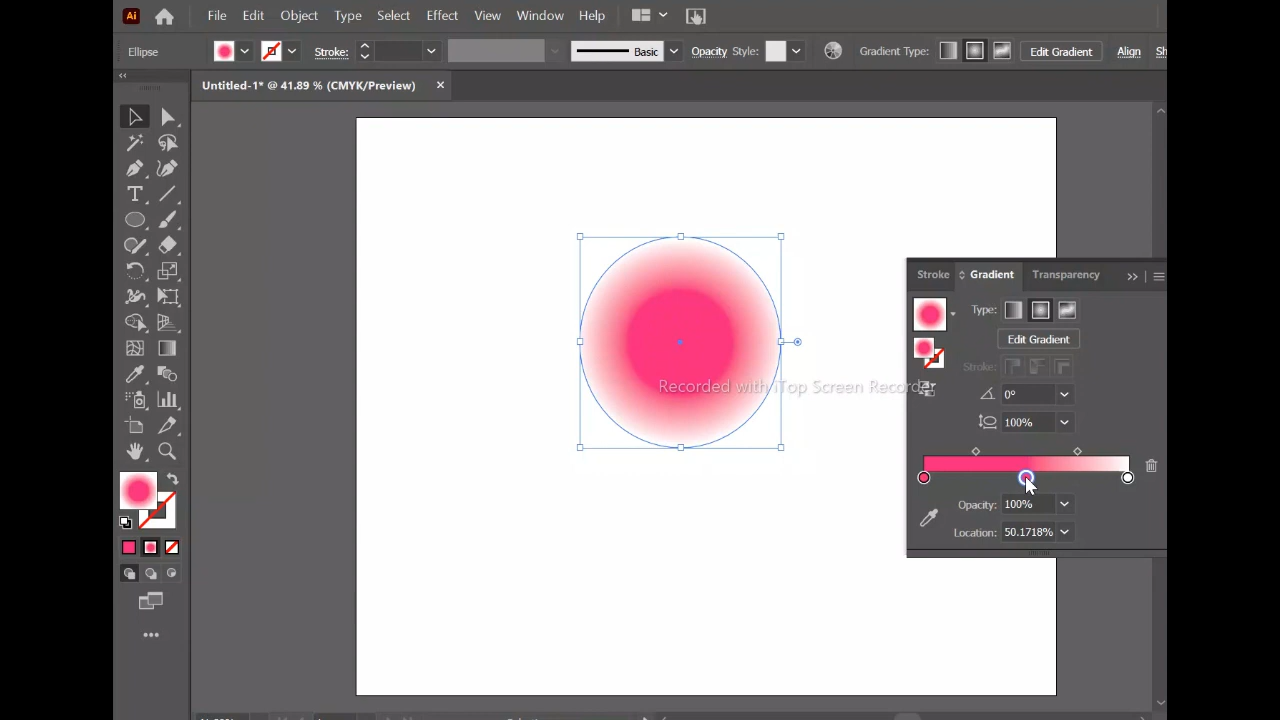 Ai File Edit Object Type Select Effect View Window Help
Ellipse Stroke: Basic Opacity Style: Gradient Type: Edit Gradient Align
Untitled-1* @ 41.89 % (CMYK/Preview) ×
Stroke Gradient Transparency
Type:
Edit Gradient
Stroke:
0°
100%
Recorded with iTop Screen Recorder
Opacity: 100%
Location: 50.1718%